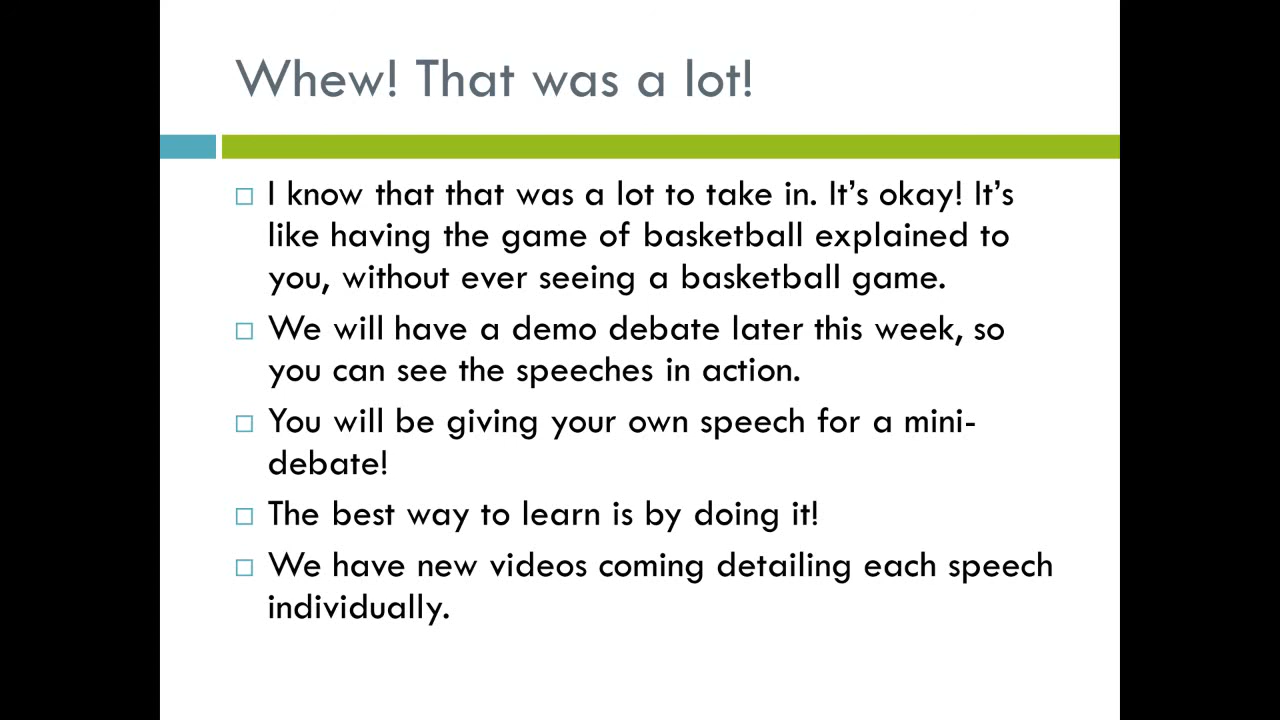 Whew! That was a lot!
I know that that was a lot to take in. It’s okay! It’s
like having the game of basketball explained to
you, without ever seeing a basketball game.
We will have a demo debate later this week, so
you can see the speeches in action.
You will be giving your own speech for a mini-
debate!
The best way to learn is by doing it!
We have new videos coming detailing each speech
individually.